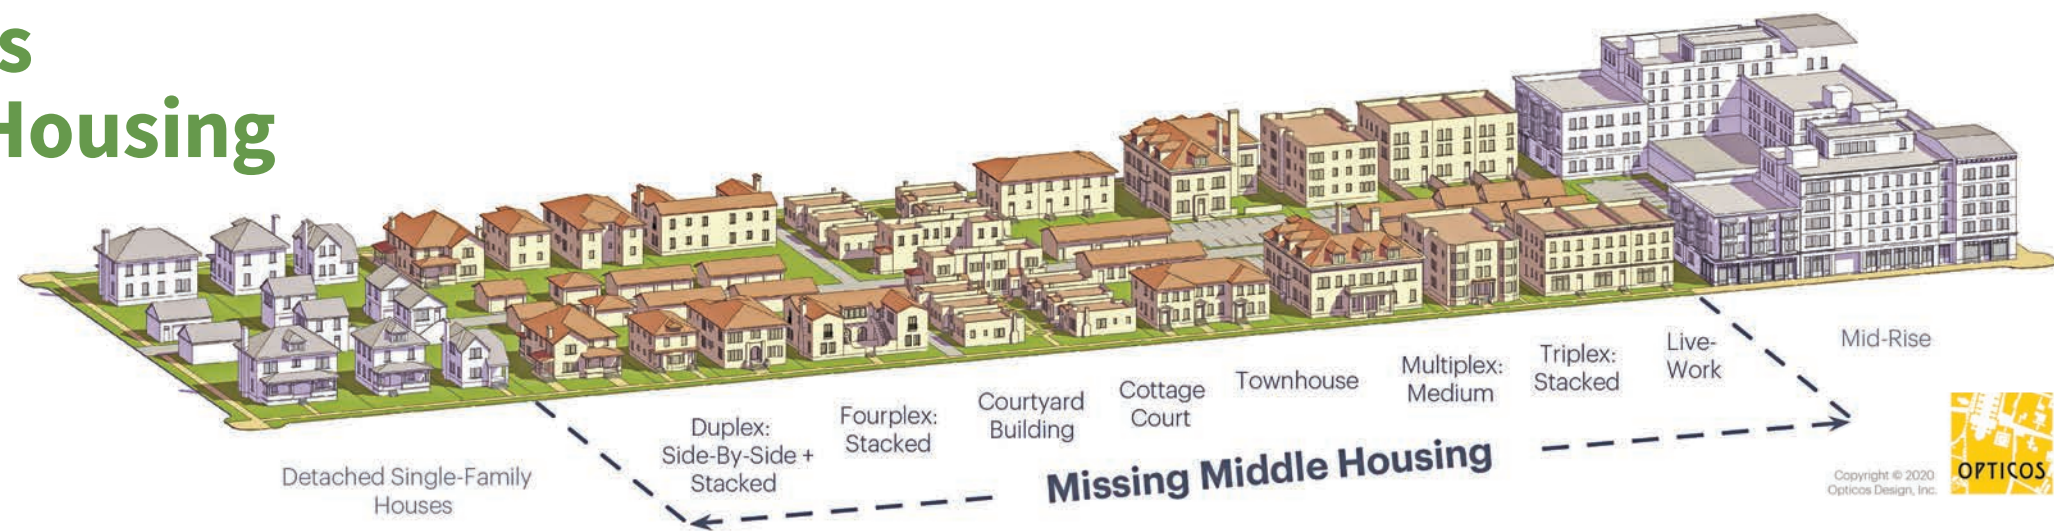 s
Housing
Detached Single-Family
Houses
Duplex:
Side-By-Side +
Stacked
Fourplex:
Stacked
Courtyard
Building
Cottage
Court
Townhouse
Multiplex:
Medium
Triplex:
Stacked
Live-
Work
Mid-Rise
Missing Middle Housing
Copyright © 2020
Opticos Design, Inc.
OPTICOS